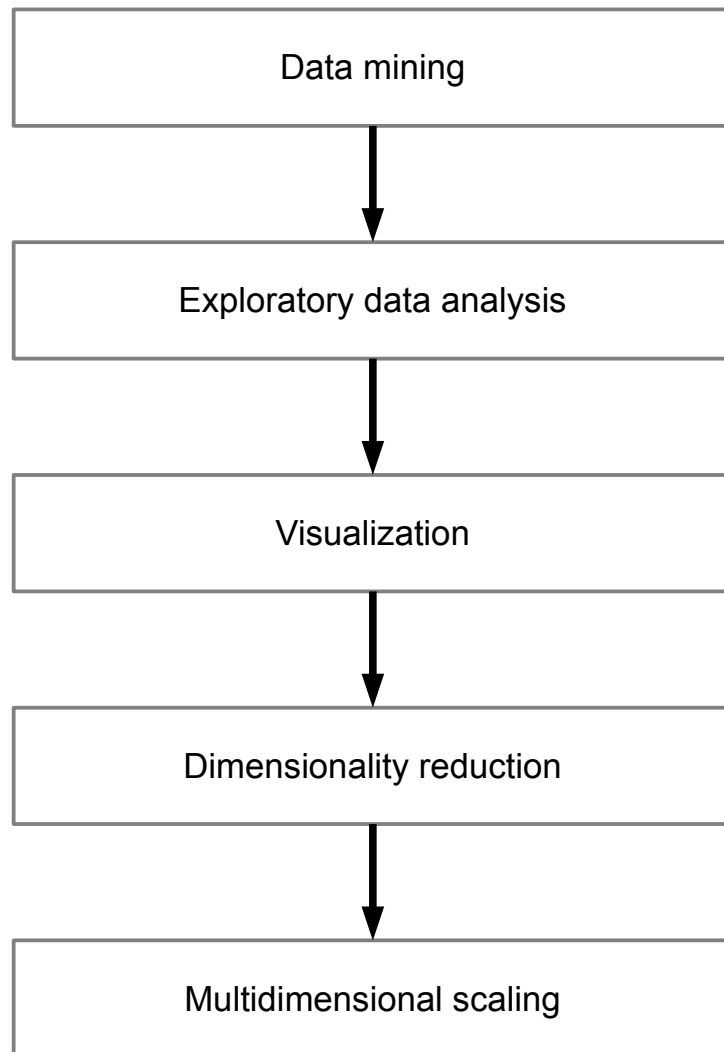 Data mining
Exploratory data analysis
Visualization
Dimensionality reduction
Multidimensional scaling